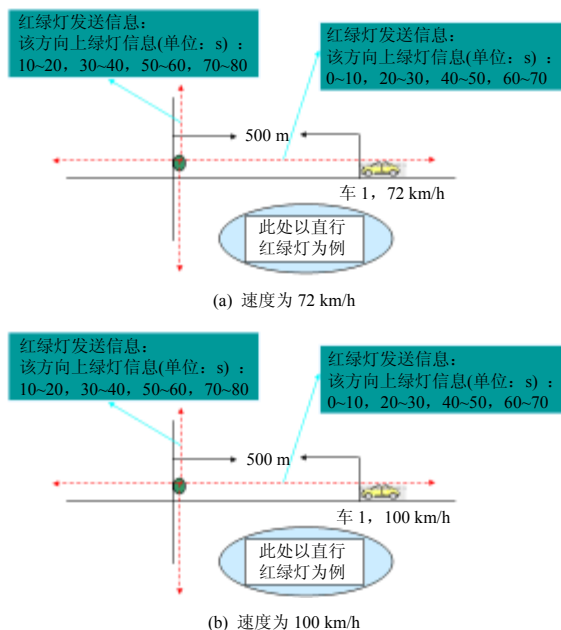 红绿灯发送信息：
该方向上绿灯信息(单位：s)：
10~20，30~40，50~60，70~80
红绿灯发送信息：
该方向上绿灯信息(单位：s)：
0~10，20~30，40~50，60~70
500 m
车 1，72 km/h
此处以直行
红绿灯为例
(a) 速度为 72 km/h
红绿灯发送信息：
该方向上绿灯信息(单位：s)：
10~20，30~40，50~60，70~80
红绿灯发送信息：
该方向上绿灯信息(单位：s)：
0~10，20~30，40~50，60~70
500 m
车 1，100 km/h
此处以直行
红绿灯为例
(b) 速度为 100 km/h